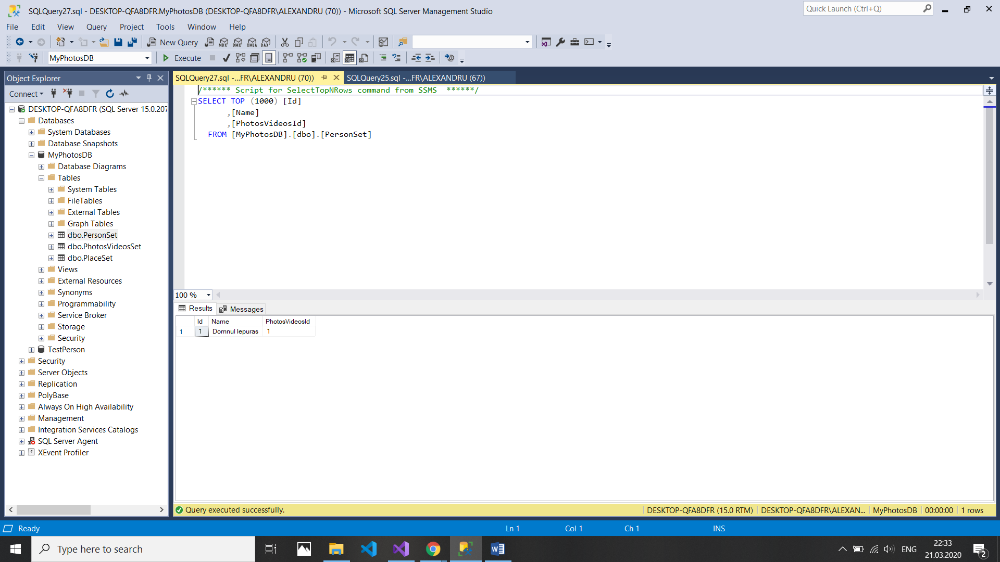 SQLQuery27.sql - DESKTOP-QFA8DFR.MyPhotosDB (DESKTOP-QFA8DFR\ALEXANDRU (70)) - Microsoft SQL Server Management Studio
Quick Launch (Ctrl+Q)
File Edit View Query Project Tools Window Help
New Query MDX DMX XMLA DAX
MyPhotosDB Execute
Object Explorer
SQLQuery27.sql -...FR\ALEXANDRU (70))
SQLQuery25.sql -...FR\ALEXANDRU (67))
Connect
DESKTOP-QFA8DFR (SQL Server 15.0.207
Databases
System Databases
Database Snapshots
MyPhotosDB
Database Diagrams
Tables
System Tables
FileTables
External Tables
Graph Tables
dbo.PersonSet
dbo.PhotosVideosSet
dbo.PlaceSet
Views
External Resources
Synonyms
Programmability
Service Broker
Storage
Security
TestPerson
Security
Server Objects
Replication
PolyBase
Always On High Availability
Management
Integration Services Catalogs
SQL Server Agent
XEvent Profiler
/****** Script for SelectTopNRows command from SSMS  ******/
SELECT TOP (1000) [Id]
,[Name]
,[PhotosVideosId]
FROM [MyPhotosDB].[dbo].[PersonSet]
100 %
Results Messages
Id Name PhotosVideosId
1 1 Domnul Iepuras 1
Query executed successfully.
DESKTOP-QFA8DFR (15.0 RTM) DESKTOP-QFA8DFR\ALEXAN... MyPhotosDB 00:00:00 1 rows
Ready Ln 1 Col 1 Ch 1 INS
Type here to search
ENG
22:33
21.03.2020
2